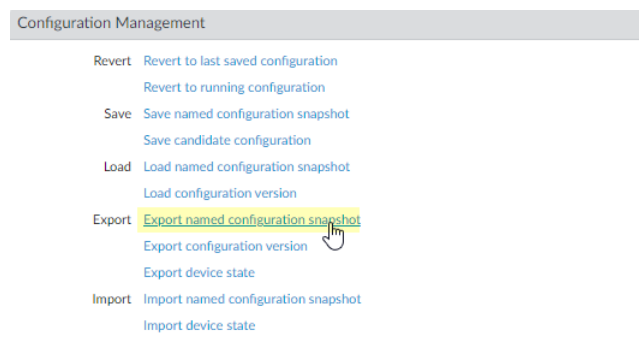 Configuration Management
Revert Revert to last saved configuration
Revert to running configuration
Save Save named configuration snapshot
Save candidate configuration
Load Load named configuration snapshot
Load configuration version
Export Export named configuration snapshot
Export configuration version
Export device state
Import Import named configuration snapshot
Import device state